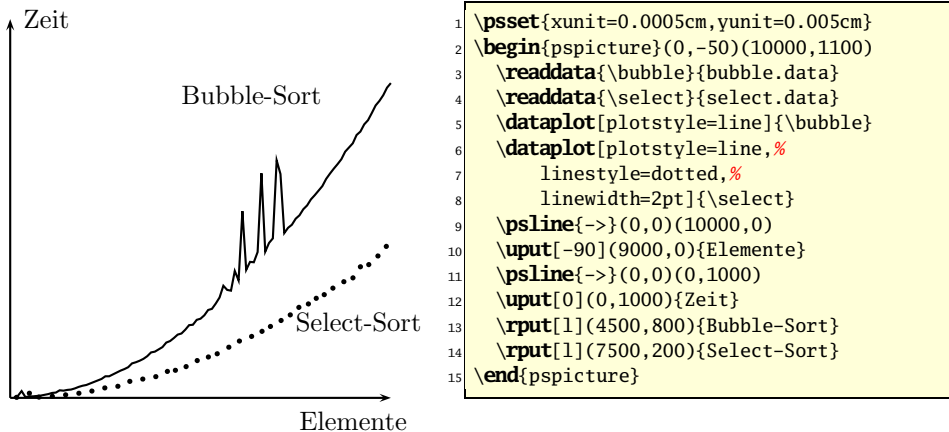 Zeit
Bubble-Sort
Select-Sort
Elemente
1 \psset{xunit=0.0005cm,yunit=0.005cm}
2 \begin{pspicture}(0,-50)(10000,1100)
3 \readdata{\bubble}{bubble.data}
4 \readdata{\select}{select.data}
5 \dataplot[plotstyle=line]{\bubble}
6 \dataplot[plotstyle=line,%
7 linestyle=dotted,%
8 linewidth=2pt]{\select}
9 \psline{->}(0,0)(10000,0)
10 \uput[-90](9000,0){Elemente}
11 \psline{->}(0,0)(0,1000)
12 \uput[0](0,1000){Zeit}
13 \rput[l](4500,800){Bubble-Sort}
14 \rput[l](7500,200){Select-Sort}
15 \end{pspicture}